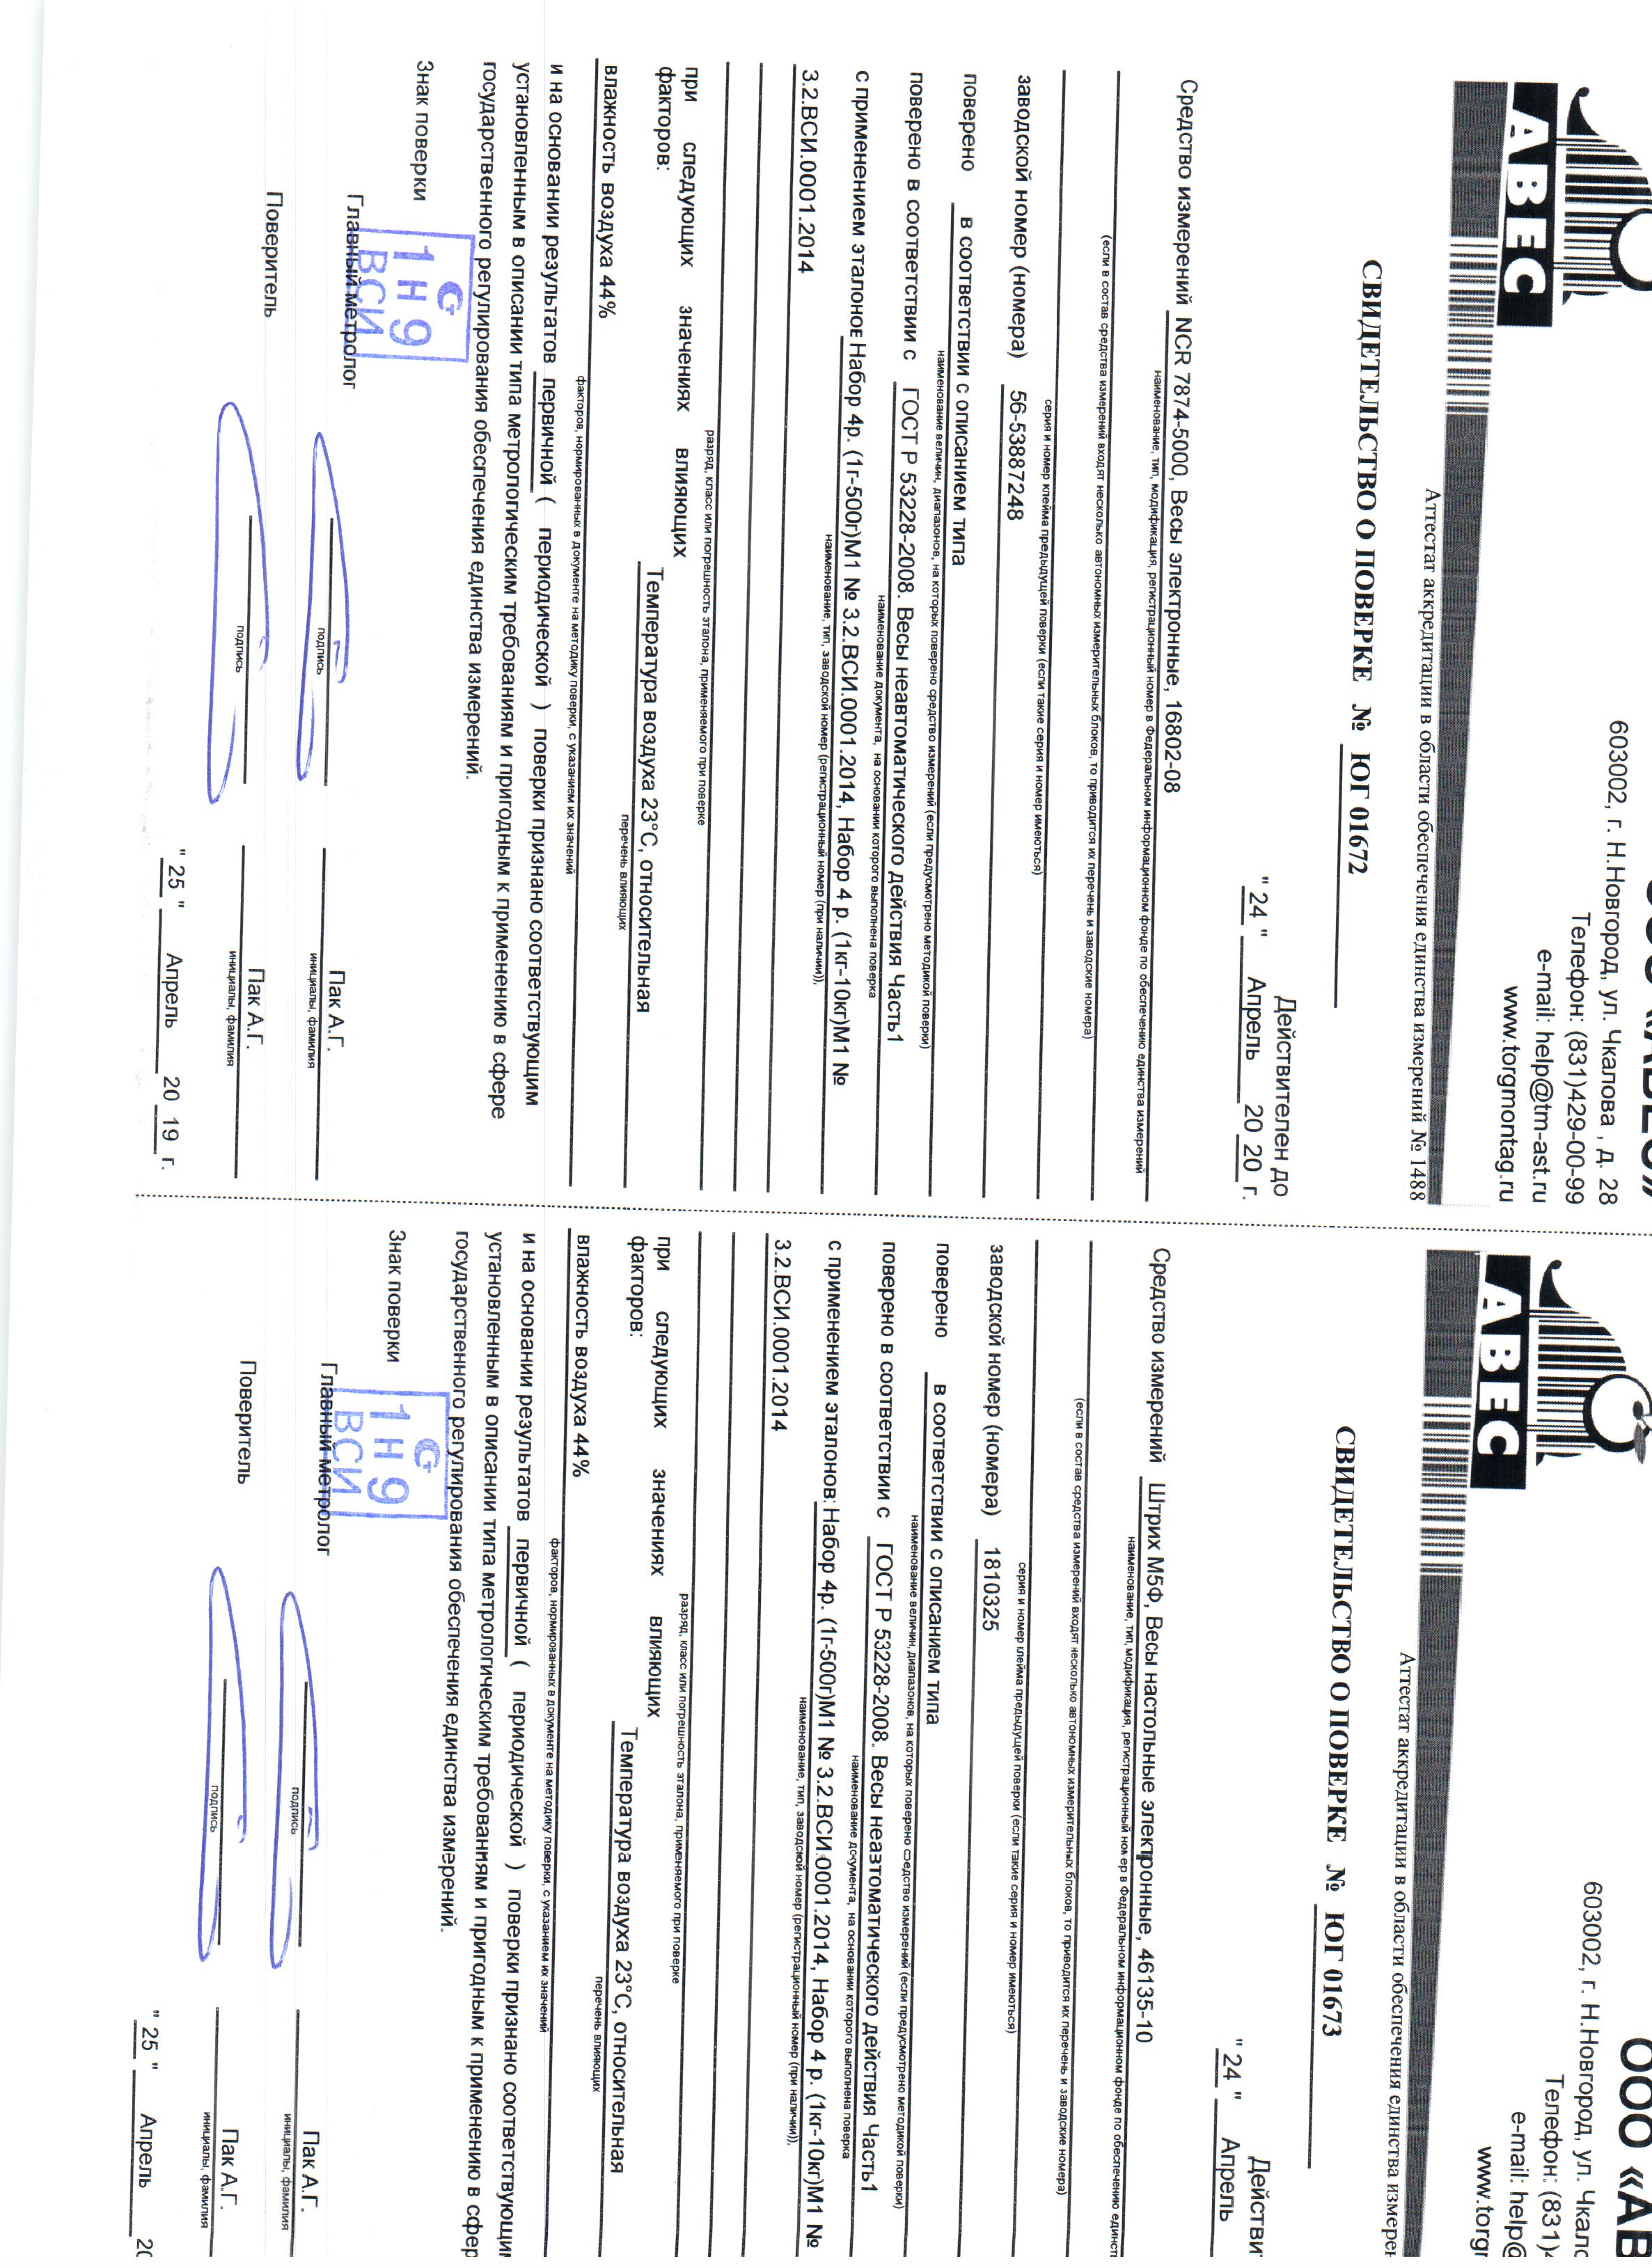 ООО «АВЕС»
603002, г. Н.Новгород, ул. Чкалова , д. 28
Телефон: (831)429-00-99
e-mail: help@tm-ast.ru
www.torgmontag.ru
АВЕС
Аттестат аккредитации в области обеспечения единства измерений № 1488
СВИДЕТЕЛЬСТВО О ПОВЕРКЕ № ЮГ 01672
Действителен до
" 24 " Апрель 20 20 г.
Средство измерений NCR 7874-5000, Весы электронные, 16802-08
наименование, тип, модификация, регистрационный номер в Федеральном информационном фонде по обеспечению единства измерений
(если в состав средства измерений входят несколько автономных измерительных блоков, то приводится их перечень и заводские номера)
серия и номер клейма предыдущей поверки (если такие серия и номер имеються)
заводской номер (номера) 56-53887248
поверено в соответствии с описанием типа
наименование величин, диапазонов, на которых поверено средство измерений (если предусмотрено методикой поверки)
поверено в соответствии с ГОСТ Р 53228-2008. Весы неавтоматического действия Часть1
наименование документа, на основании которого выполнена поверка
с применением эталонов Набор 4р. (1г-500г)М1 № 3.2.ВСИ.0001.2014, Набор 4 р. (1кг-10кг)М1 №
наименование, тип, заводской номер (регистрационный номер (при наличии)),
3.2.ВСИ.0001.2014
разряд, класс или погрешность эталона, применяемого при поверке
при следующих значениях влияющих
факторов:
Температура воздуха 23°С, относительная
перечень влияющих
влажность воздуха 44%
факторов, нормированных в документе на методику поверки, с указанием их значений
и на основании результатов первичной ( периодической ) поверки признано соответствующим
установленным в описании типа метрологическим требованиям и пригодным к применению в сфере
государственного регулирования обеспечения единства измерений.
Знак поверки
1 Н 9
ВСИ
Главный метролог
Пак А.Г.
подпись
инициалы, фамилия
Поверитель
Пак А.Г.
подпись
инициалы, фамилия
" 25 " Апрель 20 19 г.
ООО «АВ
603002, г. Н.Новгород, ул. Чкало
Телефон: (831)4
e-mail: help@
www.torgm
АВЕС
Аттестат аккредитации в области обеспечения единства измерен
СВИДЕТЕЛЬСТВО О ПОВЕРКЕ № ЮГ 01673
Действит
" 24 " Апрель
Средство измерений Штрих М5Ф, Весы настольные электронные, 46135-10
наименование, тип, модификация, регистрационный номер в Федеральном информационном фонде по обеспечению единст
(если в состав средства измерений входят несколько автономных измерительных блоков, то приводится их перечень и заводские номера)
серия и номер клейма предыдущей поверки (если такие серия и номер имеються)
заводской номер (номера) 1810325
поверено в соответствии с описанием типа
наименование величин, диапазонов, на которых поверено средство измерений (если предусмотрено методикой поверки)
поверено в соответствии с ГОСТ Р 53228-2008. Весы неавтоматического действия Часть1
наименование документа, на основании которого выполнена поверка
с применением эталонов: Набор 4р. (1г-500г)М1 № 3.2.ВСИ.0001.2014, Набор 4 р. (1кг-10кг)М1 №
наименование, тип, заводской номер (регистрационный номер (при наличии)),
3.2.ВСИ.0001.2014
разряд, класс или погрешность эталона, применяемого при поверке
при следующих значениях влияющих
факторов:
Температура воздуха 23°С, относительная
перечень влияющих
влажность воздуха 44%
факторов, нормированных в документе на методику поверки, с указанием их значений
и на основании результатов первичной ( периодической ) поверки признано соответствующим
установленным в описании типа метрологическим требованиям и пригодным к применению в сфер
государственного регулирования обеспечения единства измерений.
Знак поверки
1 Н 9
ВСИ
Главный метролог
Пак А.Г.
подпись
инициалы, фамилия
Поверитель
Пак А.Г.
подпись
инициалы, фамилия
" 25 " Апрель 20